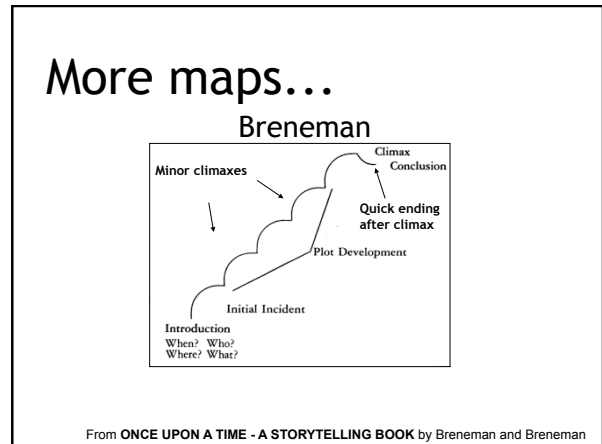 More maps...
Breneman
Climax
Conclusion
Minor climaxes
Quick ending
after climax
Plot Development
Initial Incident
Introduction
When? Who?
Where? What?
From ONCE UPON A TIME - A STORYTELLING BOOK by Breneman and Breneman